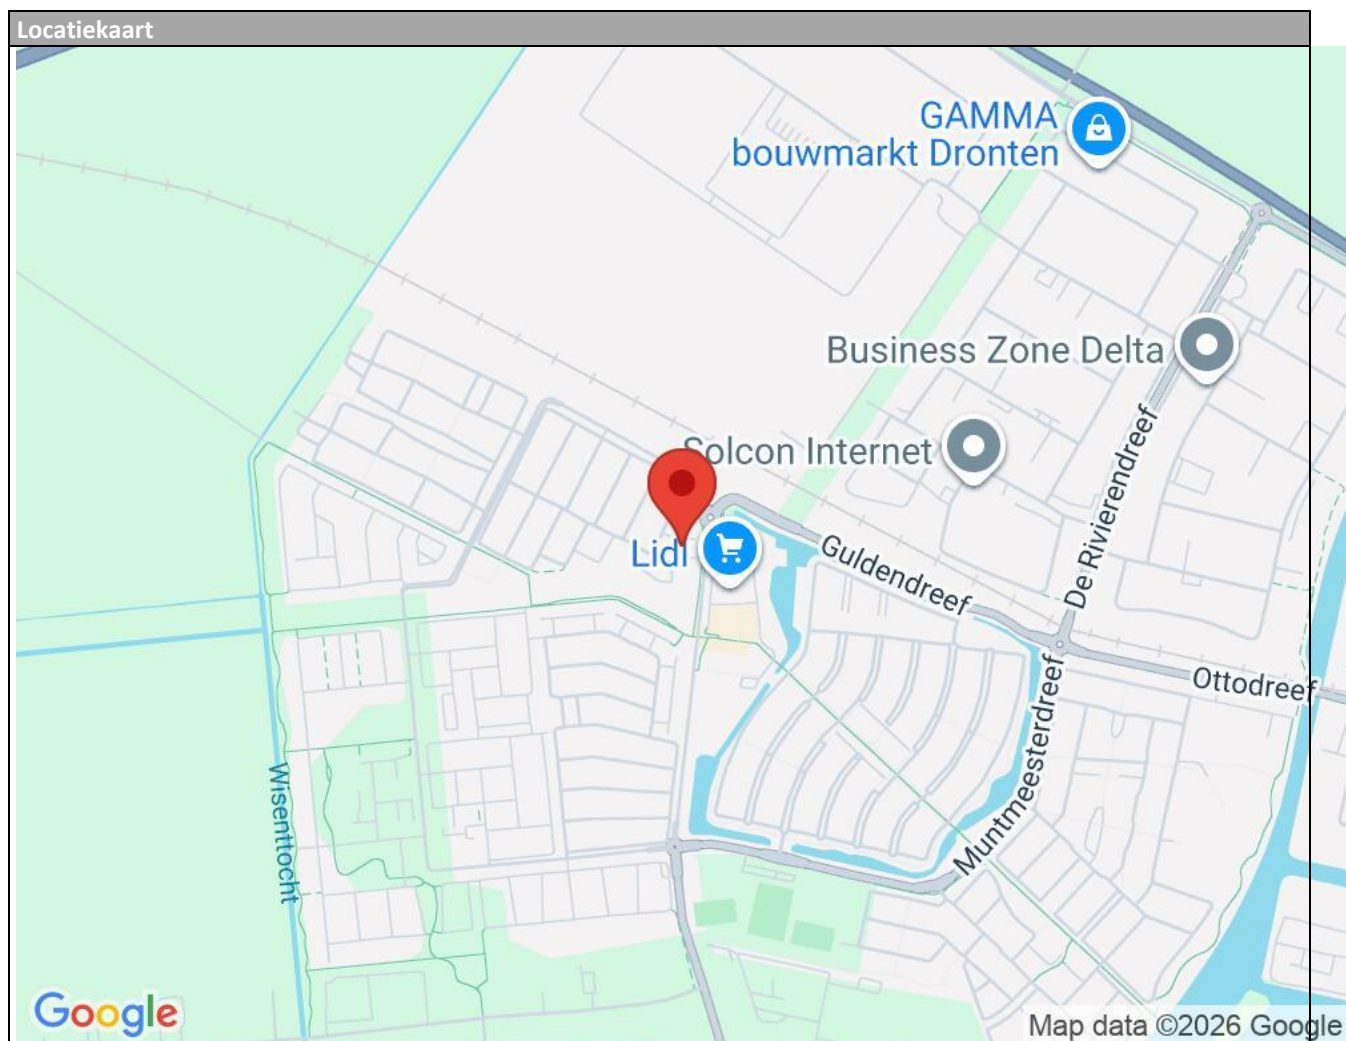 Locatiekaart
GAMMA
bouwmarkt Dronten
Business Zone Delta
Solcon Internet
De Rivierendreef
Lidl
Guldendreef
Ottodreef
Muntmeesterdreef
Wisenttocht
Google
Map data ©2026 Google